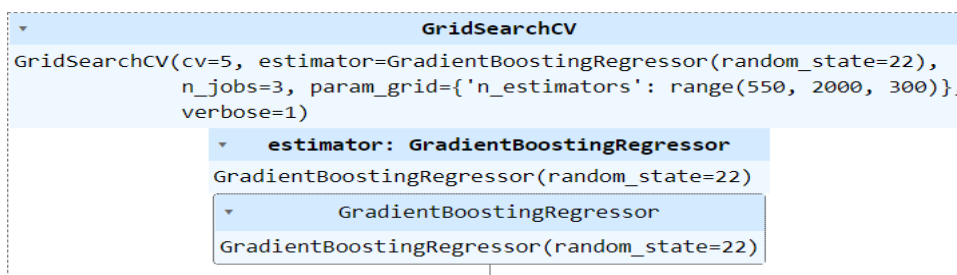 GridSearchCV
GridSearchCV(cv=5, estimator=GradientBoostingRegressor(random_state=22),
n_jobs=3, param_grid={'n_estimators': range(550, 2000, 300)},
verbose=1)
estimator: GradientBoostingRegressor
GradientBoostingRegressor(random_state=22)
GradientBoostingRegressor
GradientBoostingRegressor(random_state=22)